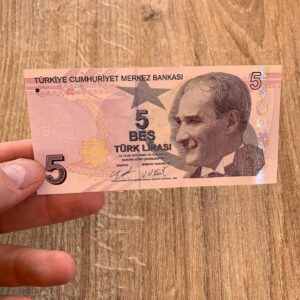 TÜRKİYE CUMHURİYET MERKEZ BANKASI
5
5
BEŞ
TÜRK LİRASI
5